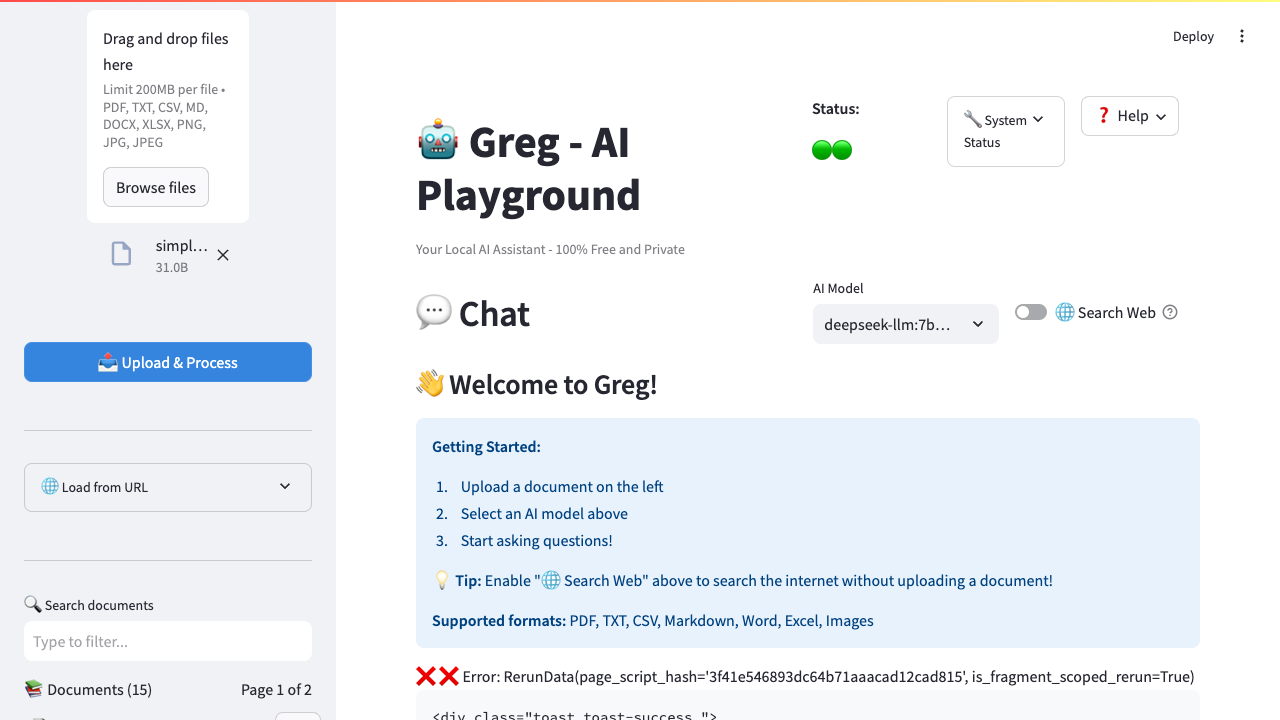 Drag and drop files
here
Limit 200MB per file •
PDF, TXT, CSV, MD,
DOCX, XLSX, PNG,
JPG, JPEG
Browse files
simpl...
31.0B
Upload & Process
Load from URL
Search documents
Type to filter...
Documents (15)
Page 1 of 2
Deploy
Greg - AI
Playground
Your Local AI Assistant - 100% Free and Private
Status:
System
Status
Help
Chat
AI Model
deepseek-llm:7b...
Search Web
Welcome to Greg!
Getting Started:
1. Upload a document on the left
2. Select an AI model above
3. Start asking questions!
Tip: Enable "🌐 Search Web" above to search the internet without uploading a document!
Supported formats: PDF, TXT, CSV, Markdown, Word, Excel, Images
❌❌ Error: RerunData(page_script_hash='3f41e546893dc64b71aaacad12cad815', is_fragment_scoped_rerun=True)
<div class="toast toast-success ">